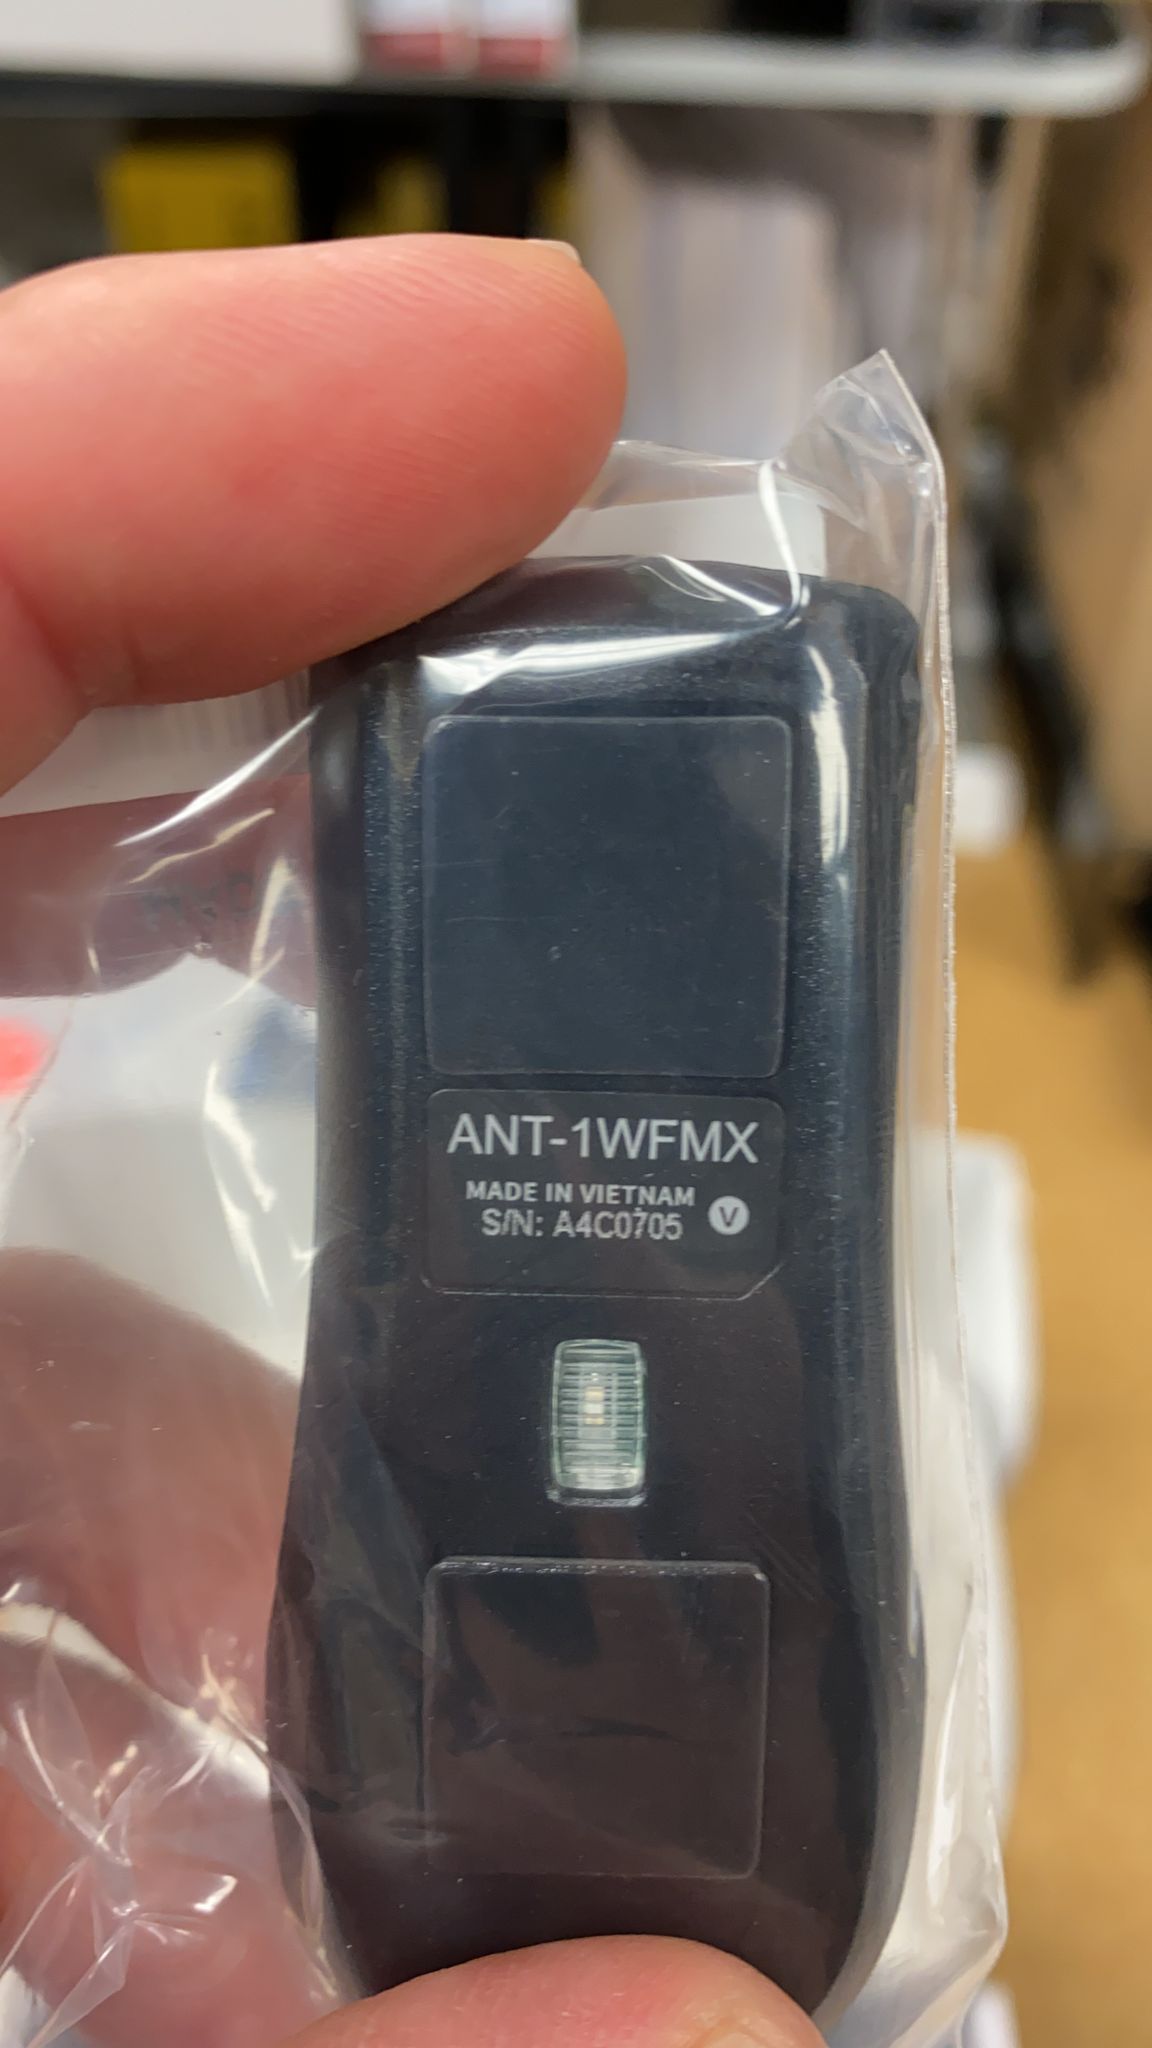 ANT-1WFMX
MADE IN VIETNAM
S/N: A4C0705
V